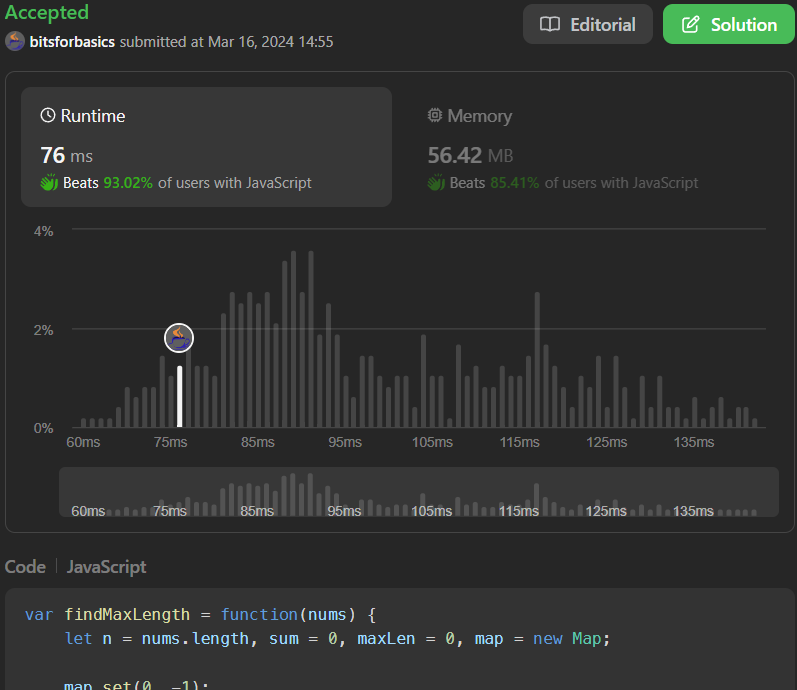 Accepted
Editorial
Solution
bitsforbasics submitted at Mar 16, 2024 14:55
Runtime
Memory
76 ms
56.42 MB
Beats 93.02% of users with JavaScript
Beats 85.41% of users with JavaScript
4%
2%
0%
60ms 75ms 85ms 95ms 105ms 115ms 125ms 135ms
60ms 75ms 85ms 95ms 105ms 115ms 125ms 135ms
Code | JavaScript
var findMaxLength = function(nums) {
let n = nums.length, sum = 0, maxLen = 0, map = new Map;
map.set(0, -1);